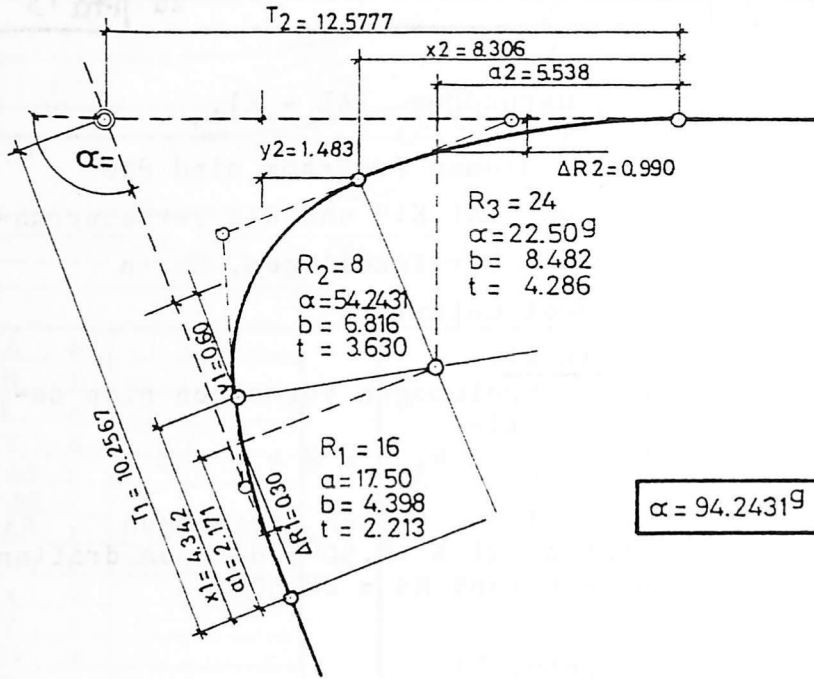 T2 = 12.5777
x2 = 8.306
a2 = 5.538
α =
y2 = 1.483
ΔR2 = 0.990
R3 = 24
α = 22.50g
b = 8.482
t = 4.286
R2 = 8
α = 54.2431
b = 6.816
t = 3.630
y1 = 0.60
T1 = 10.2567
x1 = 4.342
a1 = 2.171
ΔR1 = 0.30
R1 = 16
α = 17.50
b = 4.398
t = 2.213
α = 94.2431g